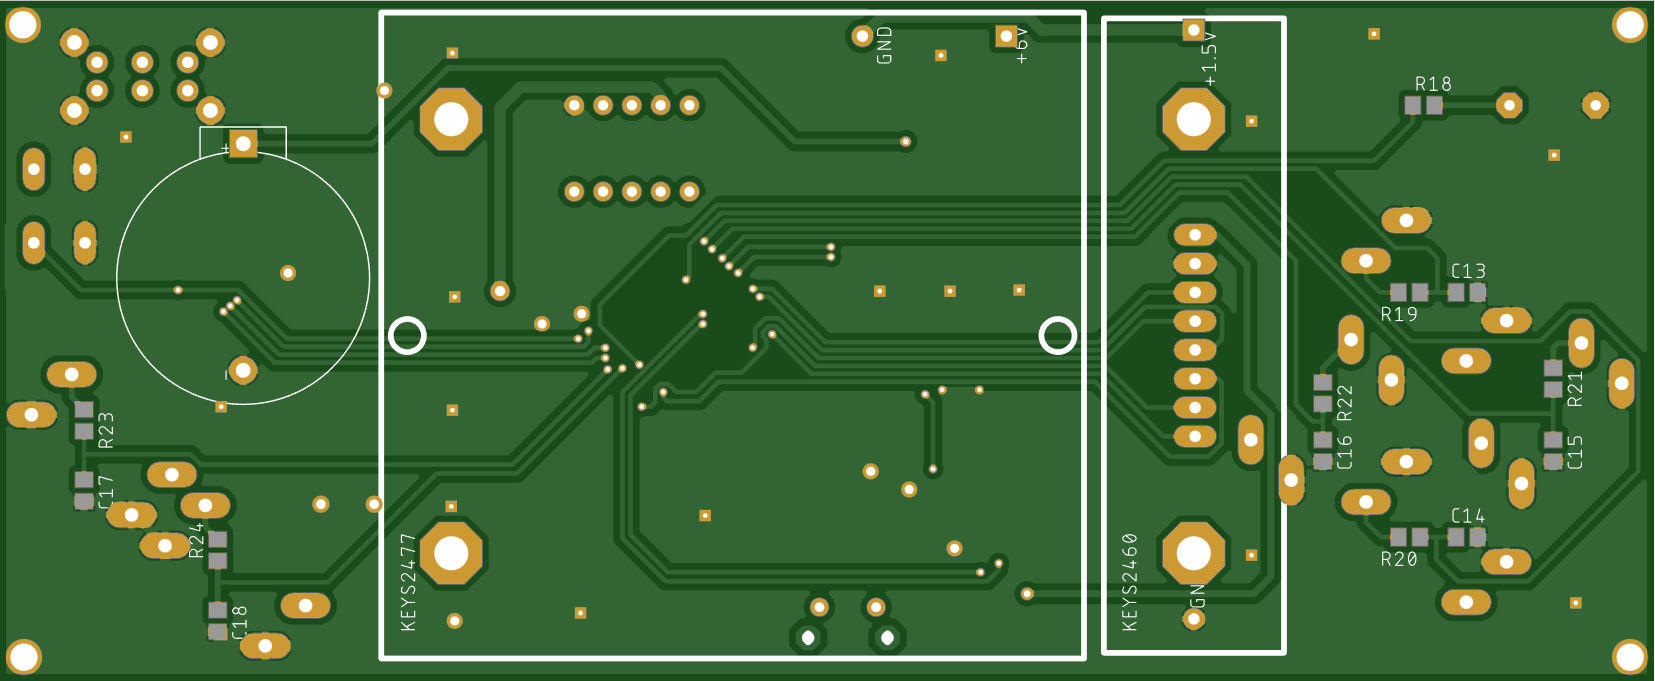 GND
+6v
+1.5v
R18
+
C13
R19
R21
R22
R23
C16
C15
C17
R24
C14
KEYS2477
KEYS2460
R20
GN
C18
-